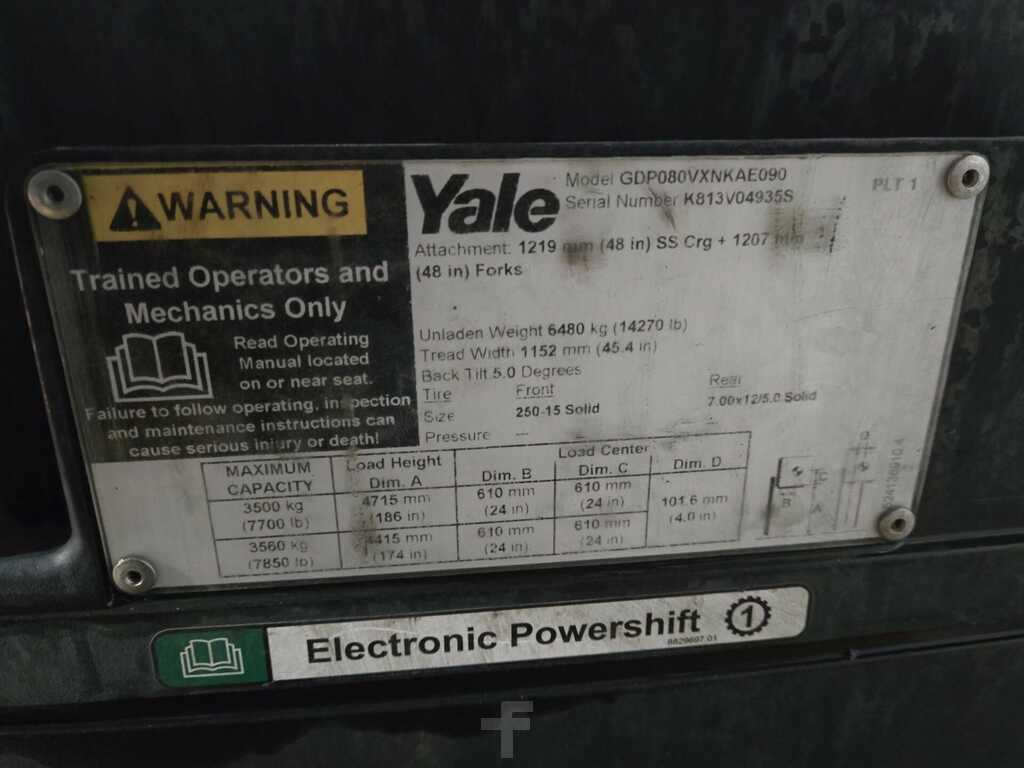 WARNING
Trained Operators and
Mechanics Only
Read Operating
Manual located
on or near seat.
Failure to follow operating, inspection
and maintenance instructions can
cause serious injury or death!
Yale
Model GDP080VXNKAE090
Serial Number K813V04935S
PLT 1
Attachment: 1219 mm (48 in) SS Crg + 1207 mm
(48 in) Forks
Unladen Weight 6480 kg (14270 lb)
Tread Width 1152 mm (45.4 in)
Back Tilt 5.0 Degrees
Tire Front Rear
Size 250-15 Solid 7.00x12/5.0 Solid
Pressure — —
MAXIMUM Load Height Load Center
CAPACITY Dim. A Dim. B Dim. C Dim. D
3500 kg 4715 mm 610 mm 610 mm 101.6 mm
(7700 lb) (186 in) (24 in) (24 in) (4.0 in)
3560 kg 4415 mm 610 mm 610 mm
(7850 lb) (174 in) (24 in) (24 in)
B
A
C
D
Electronic Powershift 1
8829697 01
F